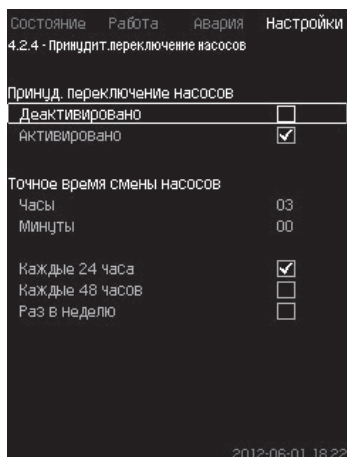 Состояние Работа Авария Настройки
4.2.4 - Принудит.переключение насосов
Принуд. переключение насосов
Деактивировано
Активировано
Точное время смены насосов
Часы 03
Минуты 00
Каждые 24 часа
Каждые 48 часов
Раз в неделю
2012-06-01 18:22